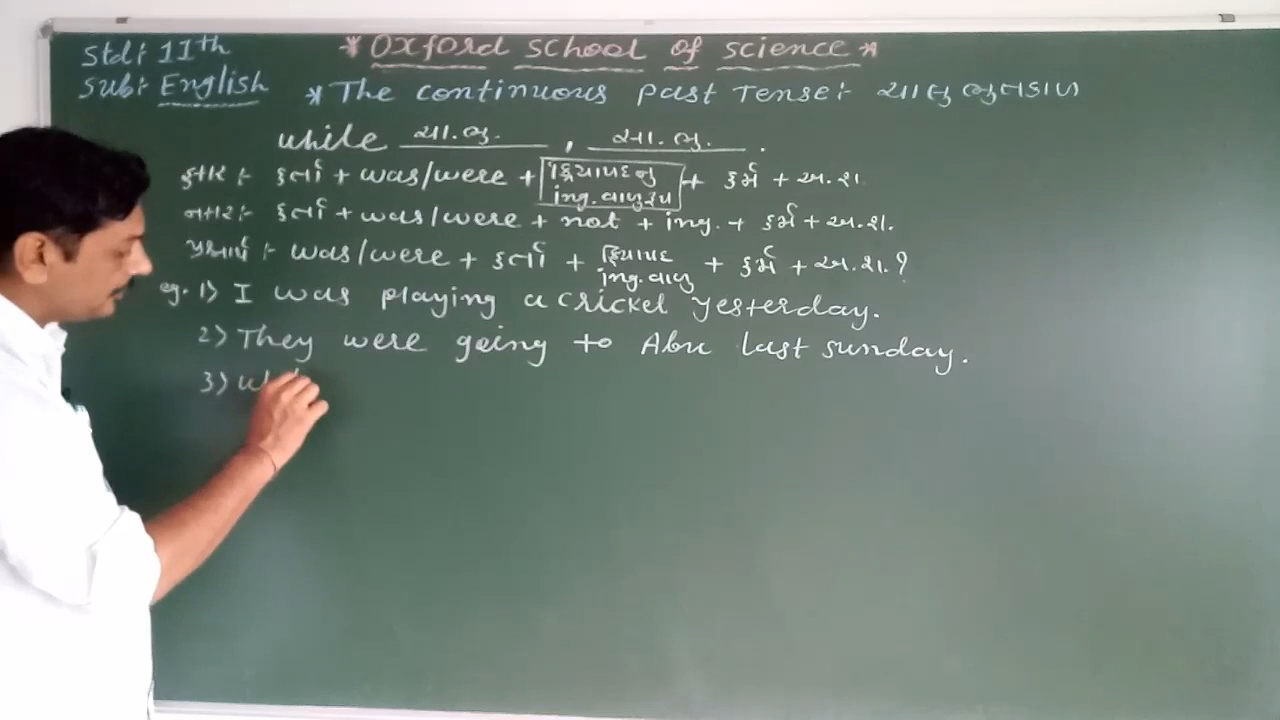 Std: 11th
Sub: English
* Oxford School of science *
* The continuous past Tense:- ચાલુ ભૂતકાળ
while ચા.ભૂ. , ચા.ભૂ. .
હકાર :- કર્તા + was/were + ક્રિયાપદનું ing. વાળુ રૂપ + કર્મ + અ.શ.
નકાર :- કર્તા + was/were + not + ing. + કર્મ + અ.શ.
પ્રશ્નાર્થ :- was/were + કર્તા + ક્રિયાપદ ing. વાળુ + કર્મ + અ.શ. ?
eg. 1) I was playing a cricket yesterday.
2) They were going to Abu last sunday.
3)